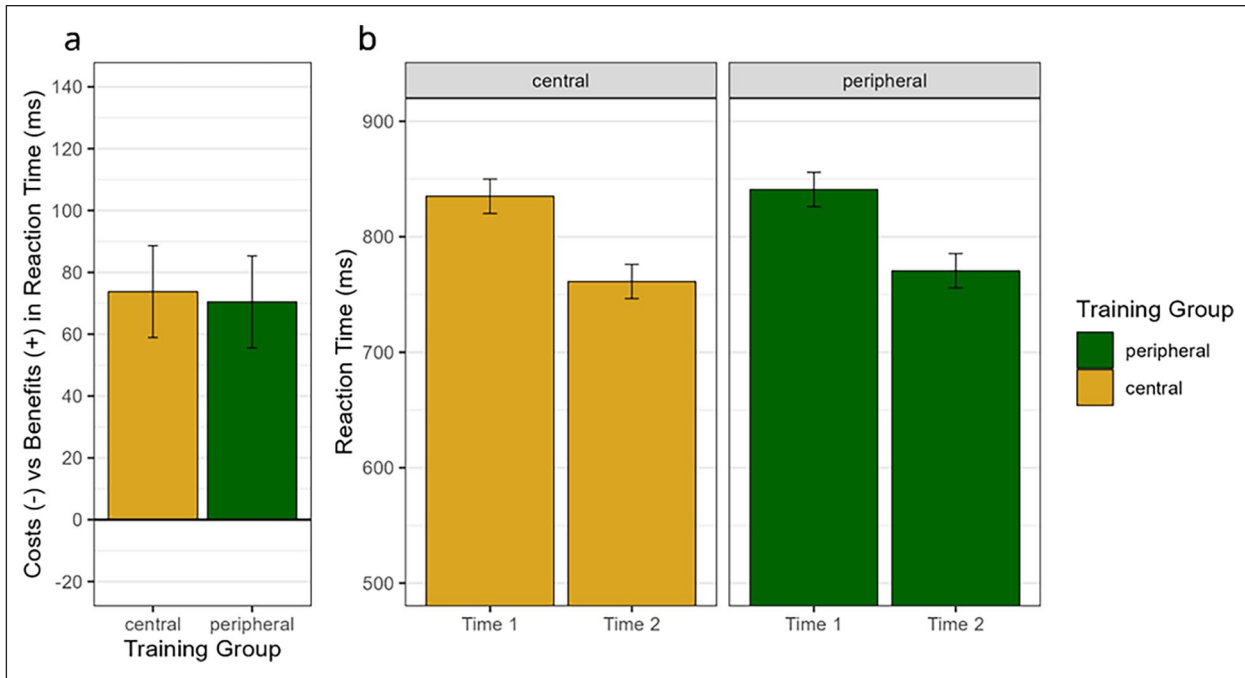 a
Costs (-) vs Benefits (+) in Reaction Time (ms)
140
120
100
80
60
40
20
0
-20
central peripheral
Training Group
b
central peripheral
Reaction Time (ms)
900
800
700
600
500
Time 1 Time 2 Time 1 Time 2
Training Group
peripheral
central